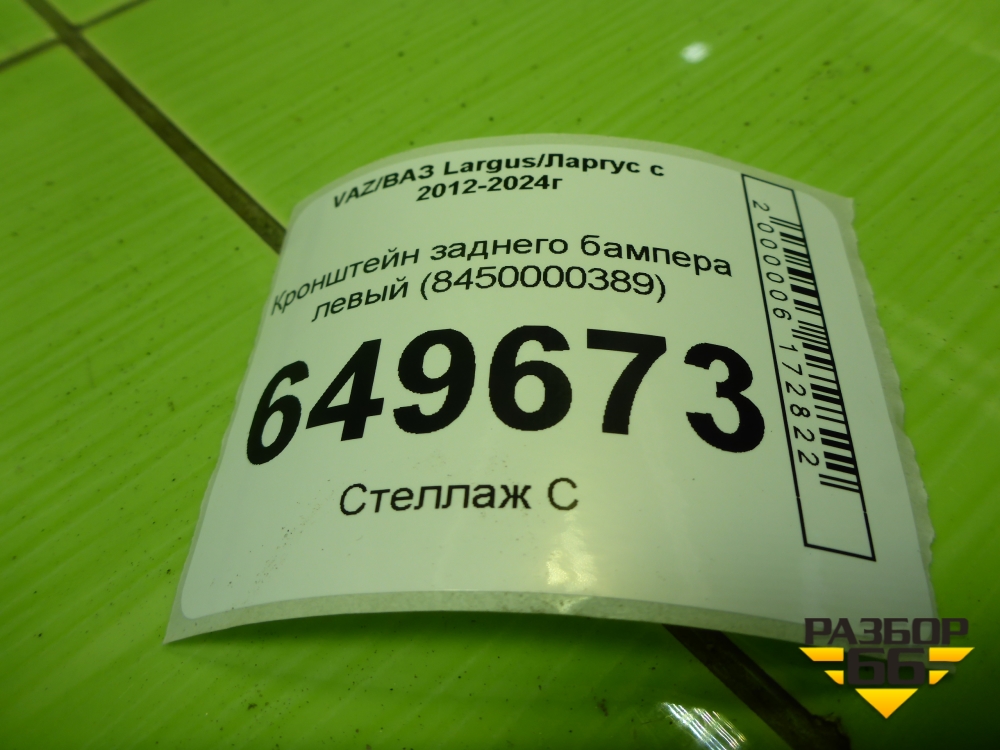 VAZ/ВАЗ Largus/Ларгус с
2012-2024г
Кронштейн заднего бампера
левый (8450000389)
649673
Стеллаж С
2000006172822
РАЗБОР
66